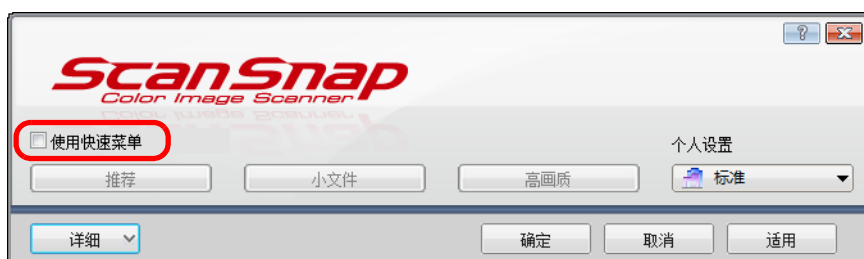 ScanSnap
Color Image Scanner
使用快速菜单
个人设置
推荐 小文件 高画质 标准
详细 确定 取消 适用